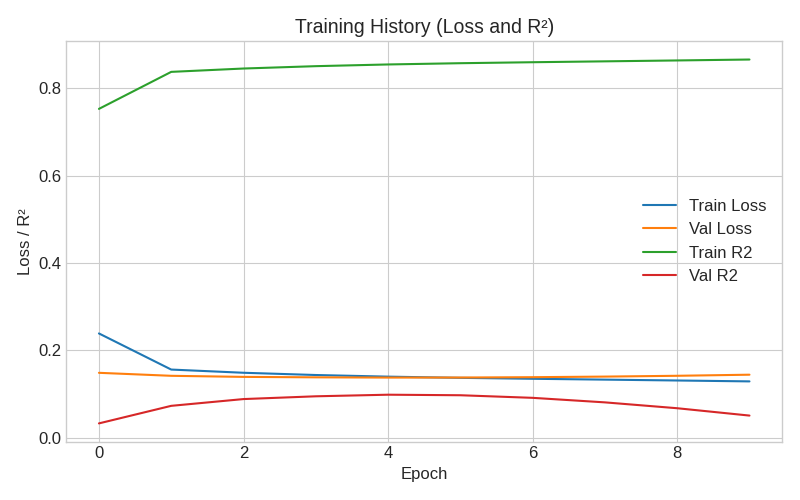 Training History (Loss and R²)
Loss / R²
0.8
0.6
0.4
0.2
0.0
Train Loss
Val Loss
Train R2
Val R2
0 2 4 6 8
Epoch